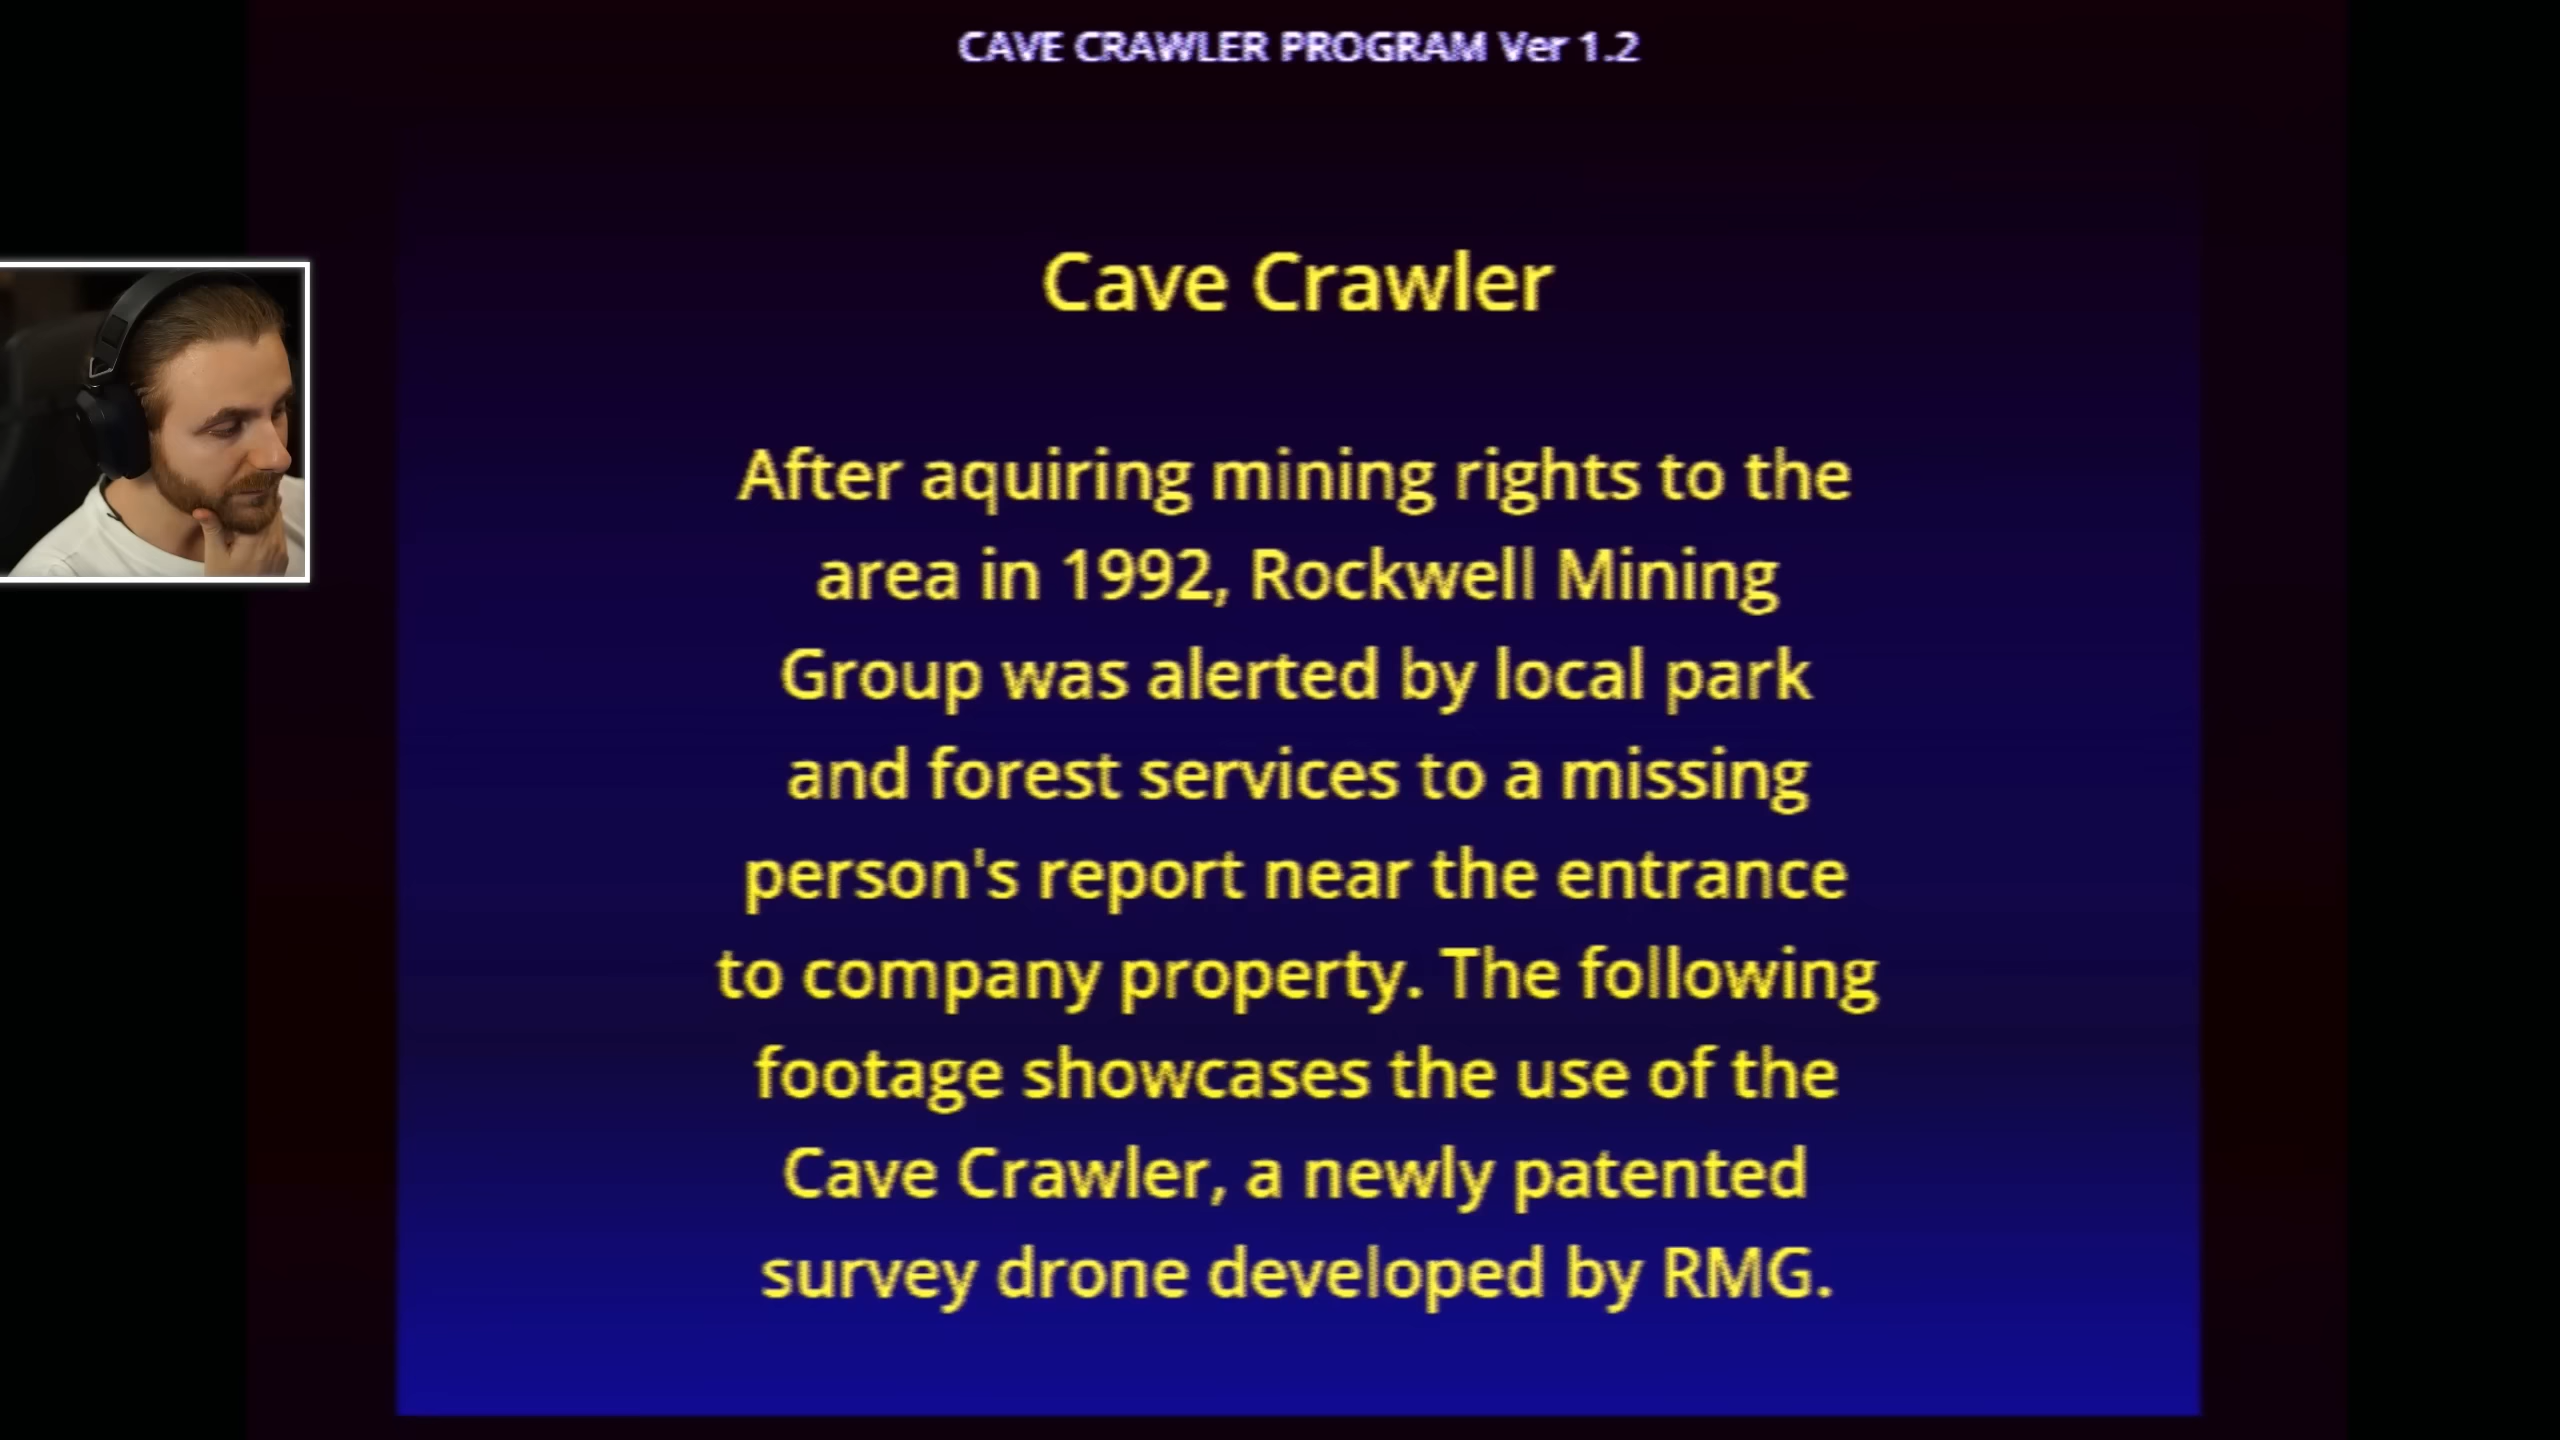 CAVE CRAWLER PROGRAM Ver 1.2
Cave Crawler
After aquiring mining rights to the
area in 1992, Rockwell Mining
Group was alerted by local park
and forest services to a missing
person's report near the entrance
to company property. The following
footage showcases the use of the
Cave Crawler, a newly patented
survey drone developed by RMG.